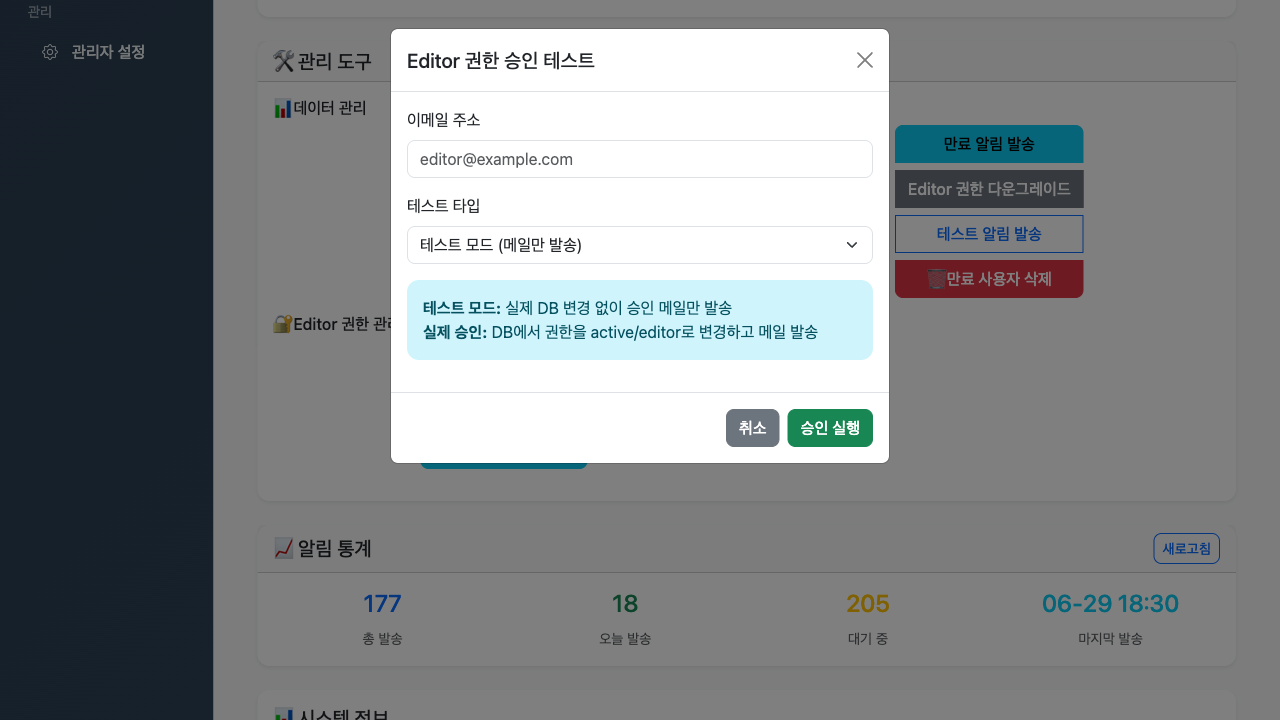 관리
관리자 설정
🛠️ 관리 도구
📊 데이터 관리
만료 알림 발송
Editor 권한 다운그레이드
테스트 알림 발송
🗑️ 만료 사용자 삭제
🔐 Editor 권한
Editor 권한 승인 테스트
이메일 주소
editor@example.com
테스트 타입
테스트 모드 (메일만 발송)
테스트 모드: 실제 DB 변경 없이 승인 메일만 발송
실제 승인: DB에서 권한을 active/editor로 변경하고 메일 발송
취소
승인 실행
📈 알림 통계
새로고침
177
총 발송
18
오늘 발송
205
대기 중
06-29 18:30
마지막 발송
📊 시스템 정보